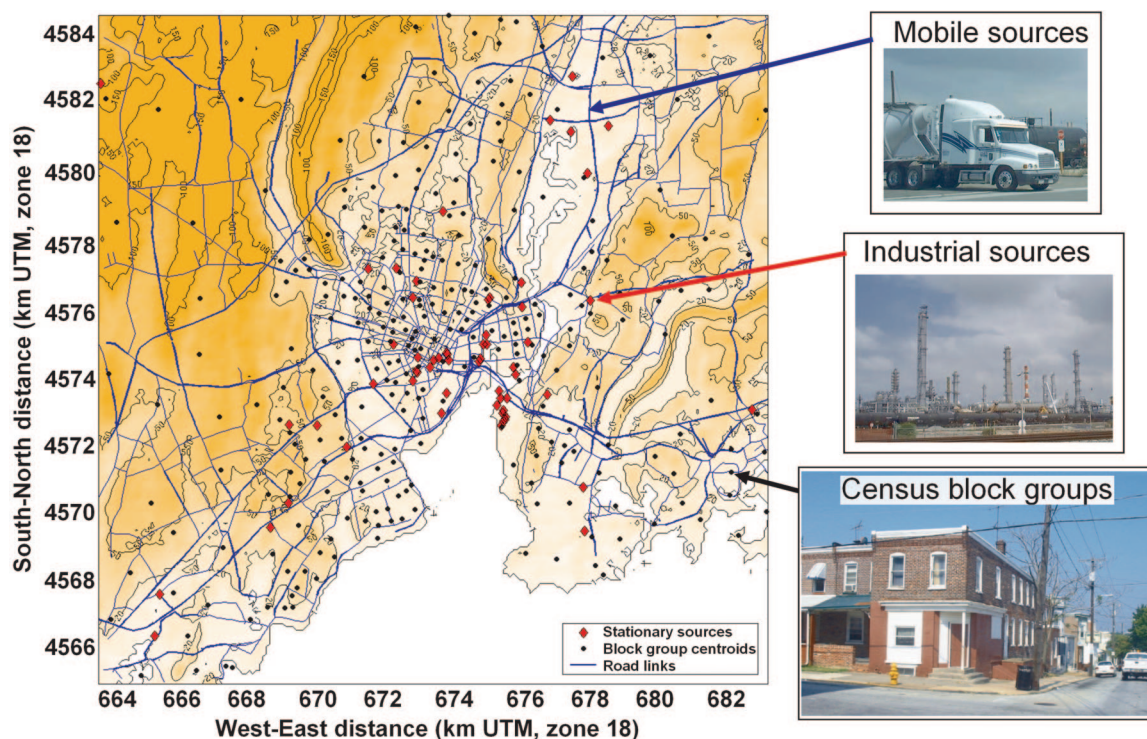 4584
4582
4580
4578
4576
4574
4572
4570
4568
4566
South-North distance (km UTM, zone 18)
664 666 668 670 672 674 676 678 680 682
West-East distance (km UTM, zone 18)
Stationary sources
Block group centroids
Road links
Mobile sources
Industrial sources
Census block groups